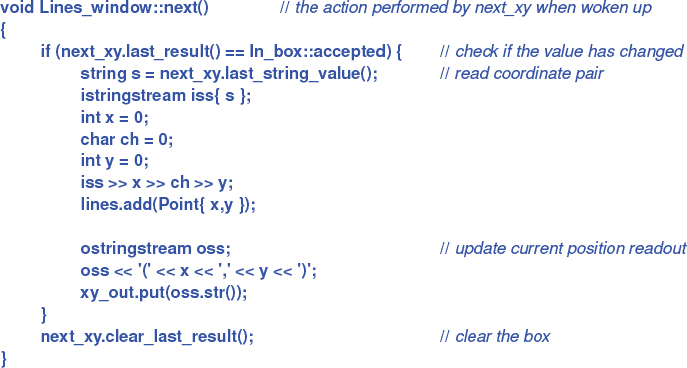 void Lines_window::next() // the action performed by next_xy when woken up
{
if (next_xy.last_result() == In_box::accepted) { // check if the value has changed
string s = next_xy.last_string_value(); // read coordinate pair
istringstream iss{ s };
int x = 0;
char ch = 0;
int y = 0;
iss >> x >> ch >> y;
lines.add(Point{ x,y });
ostringstream oss; // update current position readout
oss << '(' << x << ',' << y << ')';
xy_out.put(oss.str());
}
next_xy.clear_last_result(); // clear the box
}